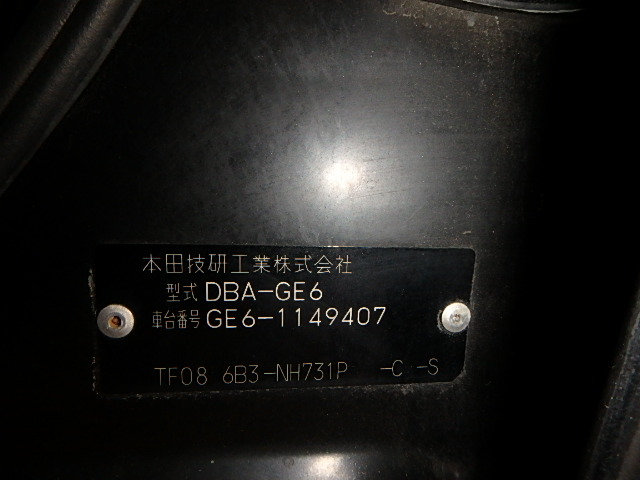 本田技研工業株式会社
型式 DBA-GE6
車台番号 GE6-1149407
TF08 6B3-NH731P -C -S